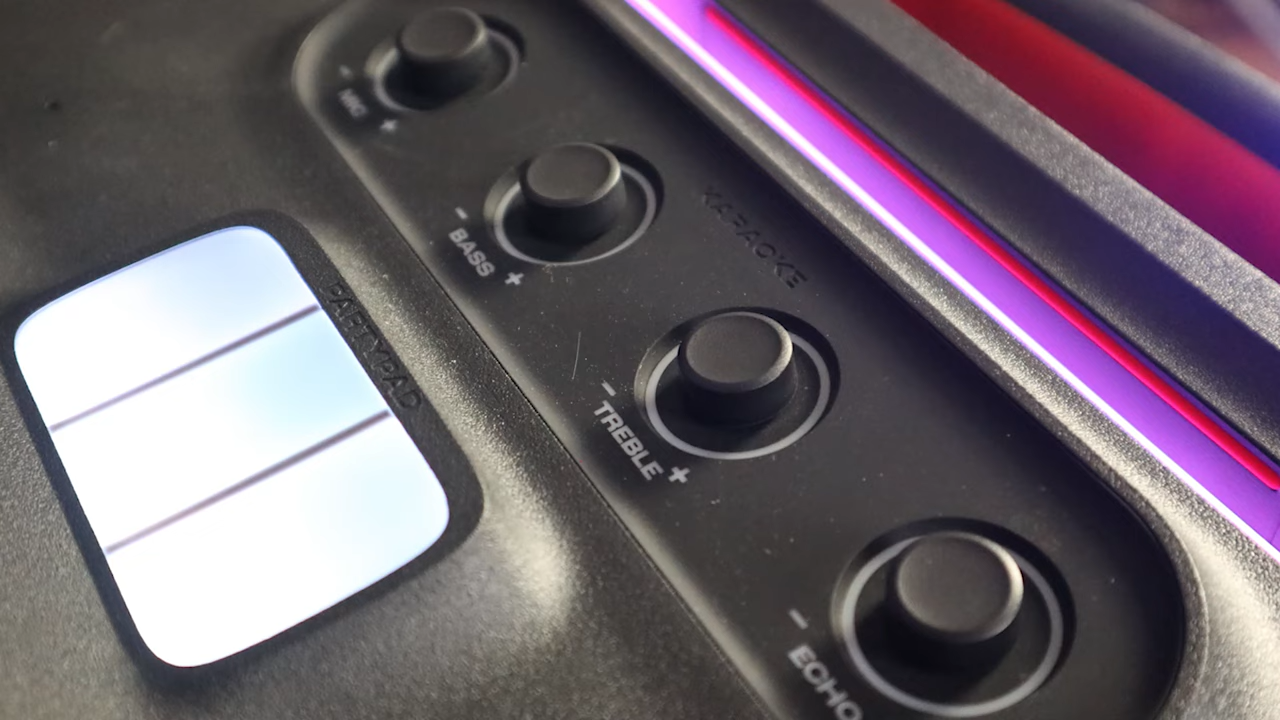 - MIC +
- BASS +
KARAOKE
PARTYPAD
- TREBLE +
- ECHO